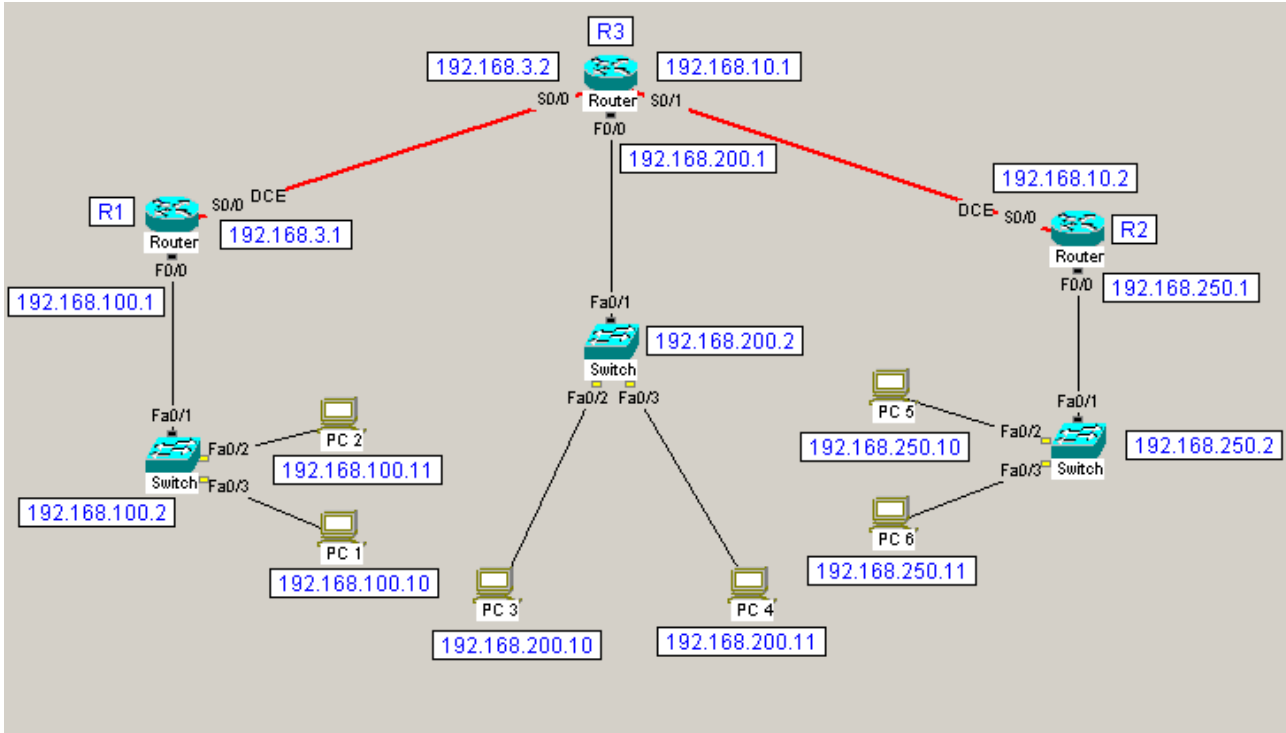 R3
192.168.3.2
192.168.10.1
S0/0
Router
S0/1
F0/0
192.168.200.1
192.168.10.2
DCE
S0/0
R1
192.168.3.1
Router
F0/0
192.168.100.1
DCE
S0/0
R2
Router
F0/0
192.168.250.1
Fa0/1
192.168.200.2
Switch
Fa0/2
Fa0/3
Fa0/1
Fa0/2
PC 2
192.168.100.11
Switch
Fa0/3
192.168.100.2
PC 1
192.168.100.10
PC 3
192.168.200.10
PC 4
192.168.200.11
PC 5
192.168.250.10
Fa0/1
Fa0/2
192.168.250.2
Fa0/3
Switch
PC 6
192.168.250.11